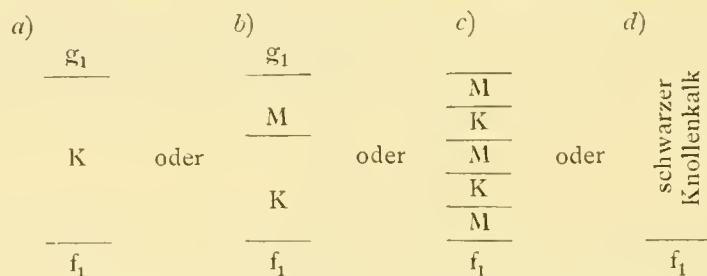 a) b) c) d)
g₁ g₁
M
M K
K oder oder M oder schwarzer Knollenkalk
K K
M
f₁ f₁ f₁ f₁